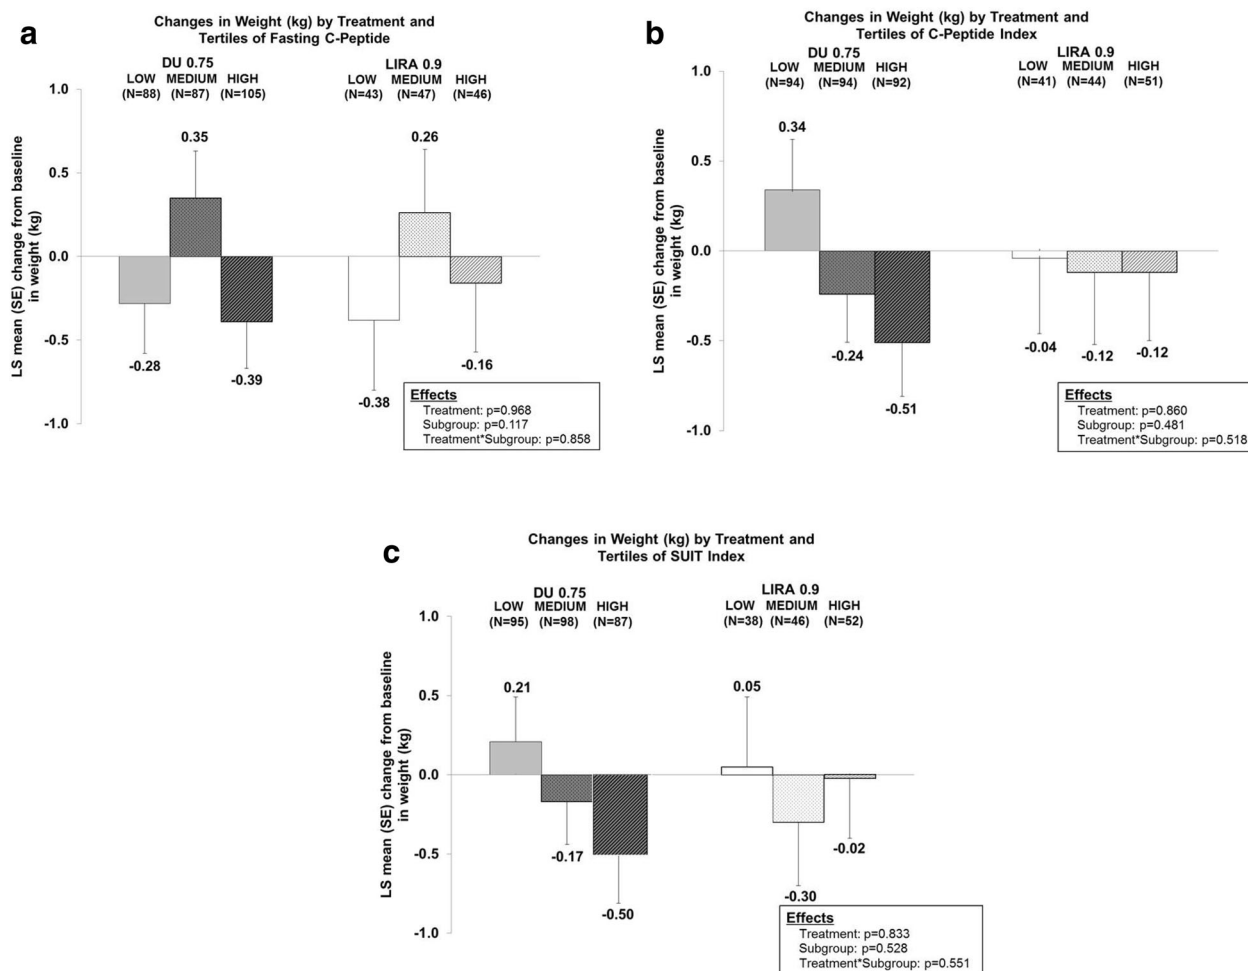 a
Changes in Weight (kg) by Treatment and
Tertiles of Fasting C-Peptide
DU 0.75
LOW MEDIUM HIGH
(N=88) (N=87) (N=105)
LIRA 0.9
LOW MEDIUM HIGH
(N=43) (N=47) (N=46)
LS mean (SE) change from baseline
in weight (kg)
1.0
0.5
0.0
-0.5
-1.0
-0.28
0.35
-0.39
-0.38
0.26
-0.16
Effects
Treatment: p=0.968
Subgroup: p=0.117
Treatment*Subgroup: p=0.858
b
Changes in Weight (kg) by Treatment and
Tertiles of C-Peptide Index
DU 0.75
LOW MEDIUM HIGH
(N=94) (N=94) (N=92)
LIRA 0.9
LOW MEDIUM HIGH
(N=41) (N=44) (N=51)
LS mean (SE) change from baseline
in weight (kg)
1.0
0.5
0.0
-0.5
-1.0
0.34
-0.24
-0.51
-0.04
-0.12
-0.12
Effects
Treatment: p=0.860
Subgroup: p=0.481
Treatment*Subgroup: p=0.518
c
Changes in Weight (kg) by Treatment and
Tertiles of SUIT Index
DU 0.75
LOW MEDIUM HIGH
(N=95) (N=98) (N=87)
LIRA 0.9
LOW MEDIUM HIGH
(N=38) (N=46) (N=52)
LS mean (SE) change from baseline
in weight (kg)
1.0
0.5
0.0
-0.5
-1.0
0.21
-0.17
-0.50
0.05
-0.30
-0.02
Effects
Treatment: p=0.833
Subgroup: p=0.528
Treatment*Subgroup: p=0.551